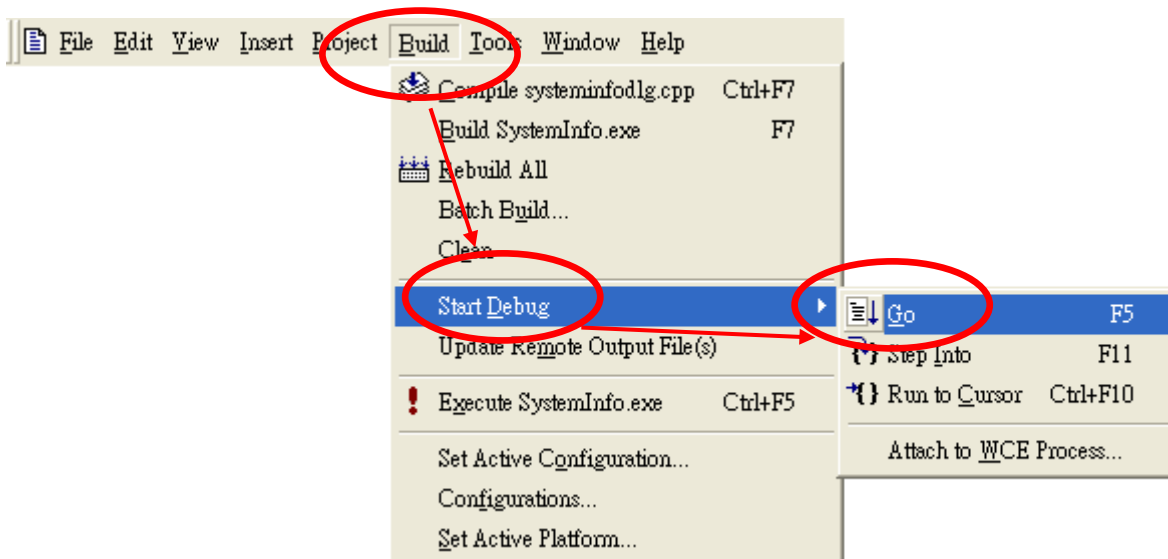 File Edit View Insert Project Build Tools Window Help
Compile systeminfodlg.cpp Ctrl+F7
Build SystemInfo.exe F7
Rebuild All
Batch Build...
Clean
Start Debug
Go F5
Update Remote Output File(s)
Step Into F11
Execute SystemInfo.exe Ctrl+F5
Run to Cursor Ctrl+F10
Set Active Configuration...
Attach to WCE Process...
Configurations...
Set Active Platform...